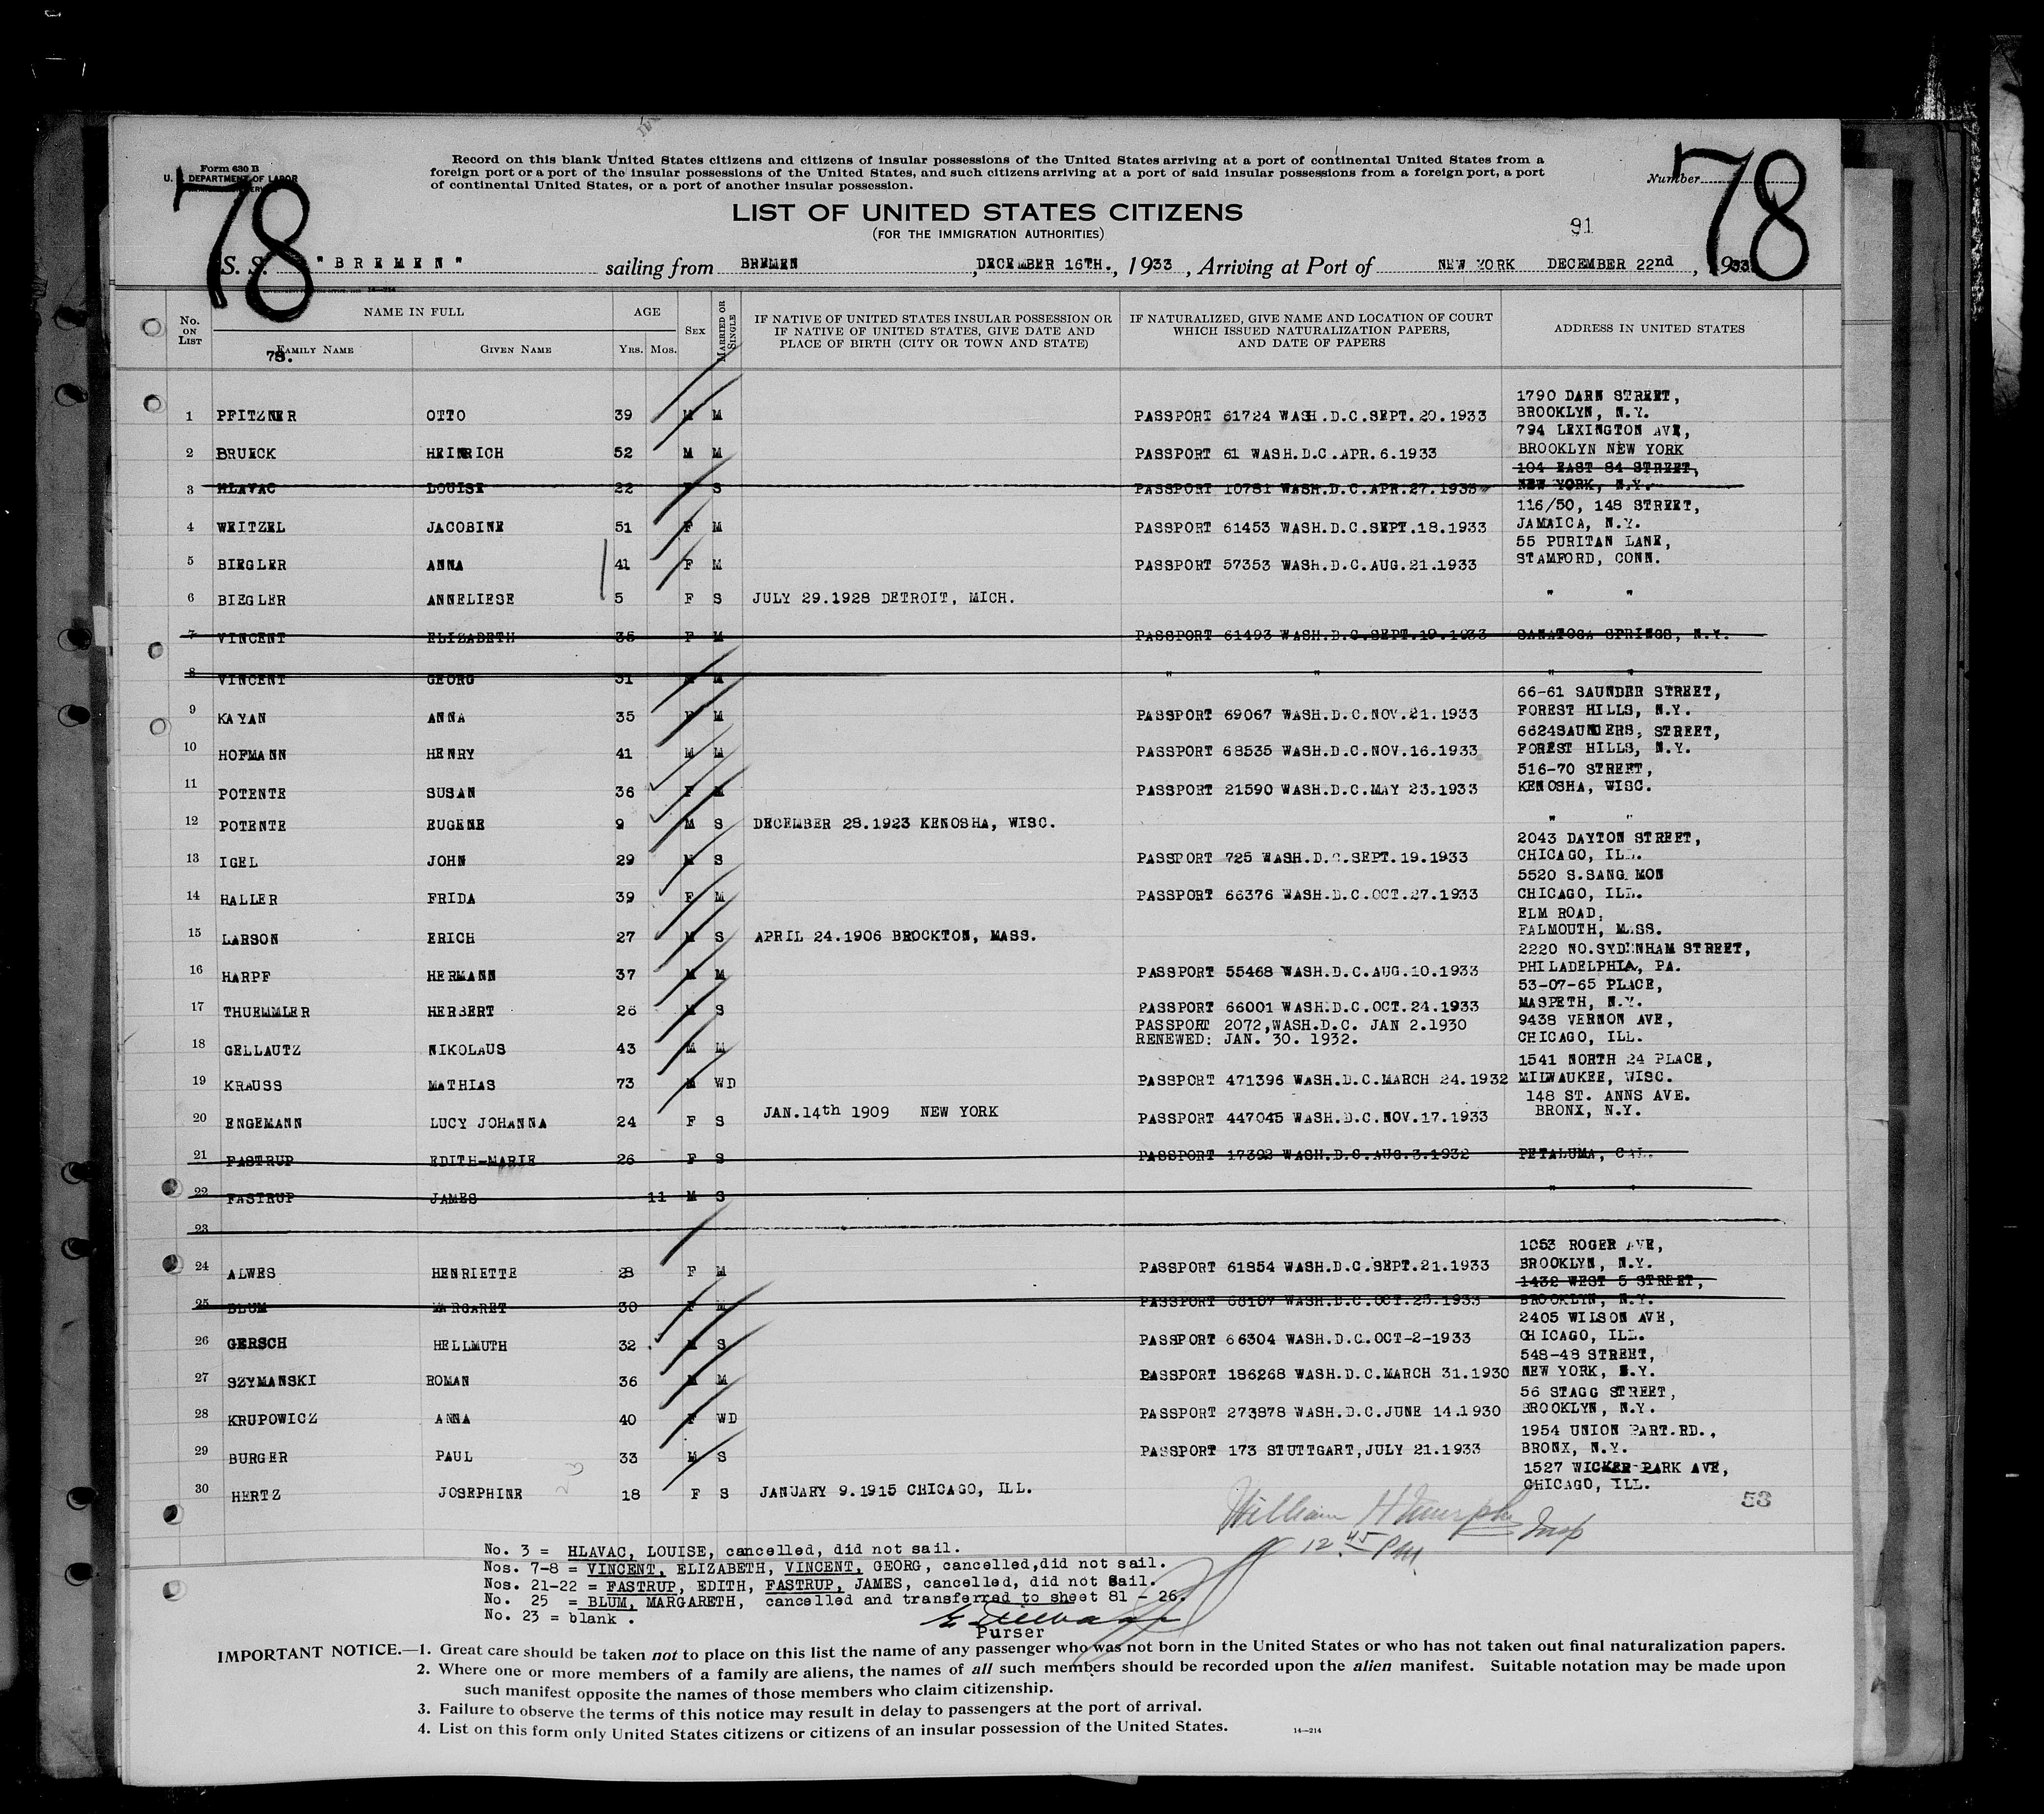 Form 630 B
U. S. DEPARTMENT OF LABOR
78
Record on this blank United States citizens and citizens of insular possessions of the United States arriving at a port of continental United States from a
foreign port or a port of the insular possessions of the United States, and such citizens arriving at a port of said insular possessions from a foreign port, a port
of continental United States, or a port of another insular possession.
Number
78
LIST OF UNITED STATES CITIZENS
(FOR THE IMMIGRATION AUTHORITIES)
91
S. S. "BREMEN" sailing from BREMEN, DECEMBER 16TH., 1933, Arriving at Port of NEW YORK DECEMBER 22nd, 1933
No. ON LIST NAME IN FULL AGE SEX MARRIED OR SINGLE IF NATIVE OF UNITED STATES INSULAR POSSESSION OR IF NATIVE OF UNITED STATES, GIVE DATE AND PLACE OF BIRTH (CITY OR TOWN AND STATE) IF NATURALIZED, GIVE NAME AND LOCATION OF COURT WHICH ISSUED NATURALIZATION PAPERS, AND DATE OF PAPERS ADDRESS IN UNITED STATES
78. FAMILY NAME GIVEN NAME YRS. MOS.
1 PFITZNER OTTO 39 M M PASSPORT 61724 WASH.D.C.SEPT.20.1933 1790 DARN STREET, BROOKLYN, N.Y.
2 BRUECK HEINRICH 52 M M PASSPORT 61 WASH.D.C.APR.6.1933 794 LEXINGTON AVE, BROOKLYN NEW YORK
3 HLAVAC LOUISE 22 F S PASSPORT 10781 WASH.D.C.APR.27.1933 104 EAST 84 STREET, NEW YORK, N.Y.
4 WEITZEL JACOBINE 51 F M PASSPORT 61453 WASH.D.C.SEPT.18.1933 116/50, 148 STREET, JAMAICA, N.Y.
5 BIEGLER ANNA 41 F M PASSPORT 57353 WASH.D.C.AUG.21.1933 55 PURITAN LANE, STAMFORD, CONN.
6 BIEGLER ANNELIESE 5 F S JULY 29.1928 DETROIT, MICH. " "
7 VINCENT ELIZABETH 36 F M PASSPORT 61493 WASH.D.C.SEPT.19.1933 SANATOGA SPRINGS, N.Y.
8 VINCENT GEORG 31 M M " " " "
9 KAYAN ANNA 35 F M PASSPORT 69067 WASH.D.C.NOV.21.1933 66-61 SAUNDER STREET, FOREST HILLS, N.Y.
10 HOFMANN HENRY 41 M M PASSPORT 68535 WASH.D.C.NOV.16.1933 6624SAUNDERS, STREET, FOREST HILLS, N.Y.
11 POTENTE SUSAN 36 F M PASSPORT 21590 WASH.D.C.MAY 23.1933 516-70 STREET, KENOSHA, WISC.
12 POTENTE EUGENE 9 M S DECEMBER 28.1923 KENOSHA, WISC. " "
13 IGEL JOHN 29 M S PASSPORT 725 WASH.D.C.SEPT.19.1933 2043 DAYTON STREET, CHICAGO, ILL.
14 HALLER FRIDA 39 F M PASSPORT 66376 WASH.D.C.OCT.27.1933 5520 S.SANG MON CHICAGO, ILL.
15 LARSON ERICH 27 M S APRIL 24.1906 BROCKTON, MASS. ELM ROAD, FALMOUTH, MASS.
16 HARPF HERMANN 37 M M PASSPORT 55468 WASH.D.C.AUG.10.1933 2220 NO.SYDENHAM STREET, PHILADELPHIA, PA.
17 THUEMMLER HERBERT 26 M S PASSPORT 66001 WASH.D.C.OCT.24.1933 53-07-65 PLACE, MASPETH, N.Y.
18 GELLAUTZ NIKOLAUS 43 M M PASSPORT 2072,WASH.D.C. JAN 2.1930 RENEWED: JAN. 30. 1932. 9438 VERNON AVE, CHICAGO, ILL.
19 KRAUSS MATHIAS 73 M WD PASSPORT 471396 WASH.D.C.MARCH 24.1932 1541 NORTH 24 PLACE, MILWAUKEE, WISC.
20 ENGEMANN LUCY JOHANNA 24 F S JAN.14th 1909 NEW YORK PASSPORT 447045 WASH.D.C.NOV.17.1933 148 ST. ANNS AVE. BRONX, N.Y.
21 FASTRUP EDITH-MARIE 26 F S PASSPORT 17392 WASH.D.C.AUG.3.1932 PETALUMA, CAL.
22 FASTRUP JAMES 11 M S " "
23
24 ALWES HENRIETTE 28 F M PASSPORT 61854 WASH.D.C.SEPT.21.1933 1053 ROGER AVE, BROOKLYN, N.Y.
25 BLUM MARGARET 30 F M PASSPORT 66107 WASH.D.C.OCT.25.1933 1432 WEST 5 STREET, BROOKLYN, N.Y.
26 GERSCH HELLMUTH 32 M S PASSPORT 66304 WASH.D.C.OCT-2-1933 2405 WILSON AVE, CHICAGO, ILL.
27 SZYMANSKI ROMAN 36 M M PASSPORT 186268 WASH.D.C.MARCH 31.1930 548-48 STREET, NEW YORK, N.Y.
28 KRUPOWICZ ANNA 40 F WD PASSPORT 273878 WASH.D.C.JUNE 14.1930 56 STAGG STREET, BROOKLYN, N.Y.
29 BURGER PAUL 33 M S PASSPORT 173 STUTTGART,JULY 21.1933 1954 UNION PART.RD., BRONX, N.Y.
30 HERTZ JOSEPHINE 18 F S JANUARY 9.1915 CHICAGO, ILL. 1527 WICKER PARK AVE, CHICAGO, ILL.
53
William H Murphy Insp
12 45 PM
No. 3 = HLAVAC, LOUISE, cancelled, did not sail.
Nos. 7-8 = VINCENT, ELIZABETH, VINCENT, GEORG, cancelled,did not sail.
Nos. 21-22 = FASTRUP, EDITH, FASTRUP, JAMES, cancelled, did not sail.
No. 25 = BLUM, MARGARETH, cancelled and transferred to sheet 81 - 26.
No. 23 = blank .
Purser
IMPORTANT NOTICE.—1. Great care should be taken not to place on this list the name of any passenger who was not born in the United States or who has not taken out final naturalization papers.
2. Where one or more members of a family are aliens, the names of all such members should be recorded upon the alien manifest. Suitable notation may be made upon
such manifest opposite the names of those members who claim citizenship.
3. Failure to observe the terms of this notice may result in delay to passengers at the port of arrival.
4. List on this form only United States citizens or citizens of an insular possession of the United States.
14—214